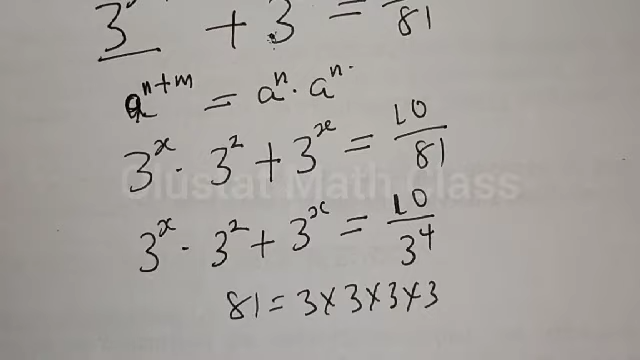 3 + 3 = 81
a^{n+m} = a^n · a^n.
3^x · 3^2 + 3^x = 10/81
Olustat Math Class
3^x · 3^2 + 3^x = 10/3^4
81 = 3×3×3×3